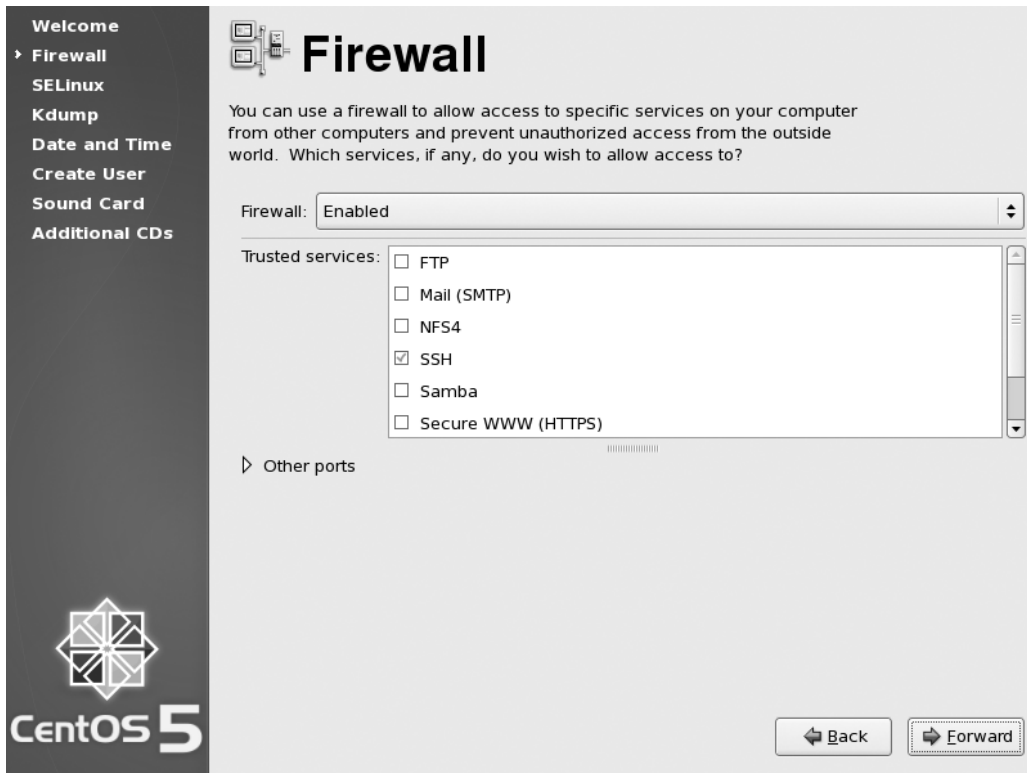 Welcome
Firewall
SELinux
Kdump
Date and Time
Create User
Sound Card
Additional CDs
CentOS 5
Firewall
You can use a firewall to allow access to specific services on your computer
from other computers and prevent unauthorized access from the outside
world. Which services, if any, do you wish to allow access to?
Firewall: Enabled
Trusted services:
FTP
Mail (SMTP)
NFS4
SSH
Samba
Secure WWW (HTTPS)
Other ports
Back
Forward